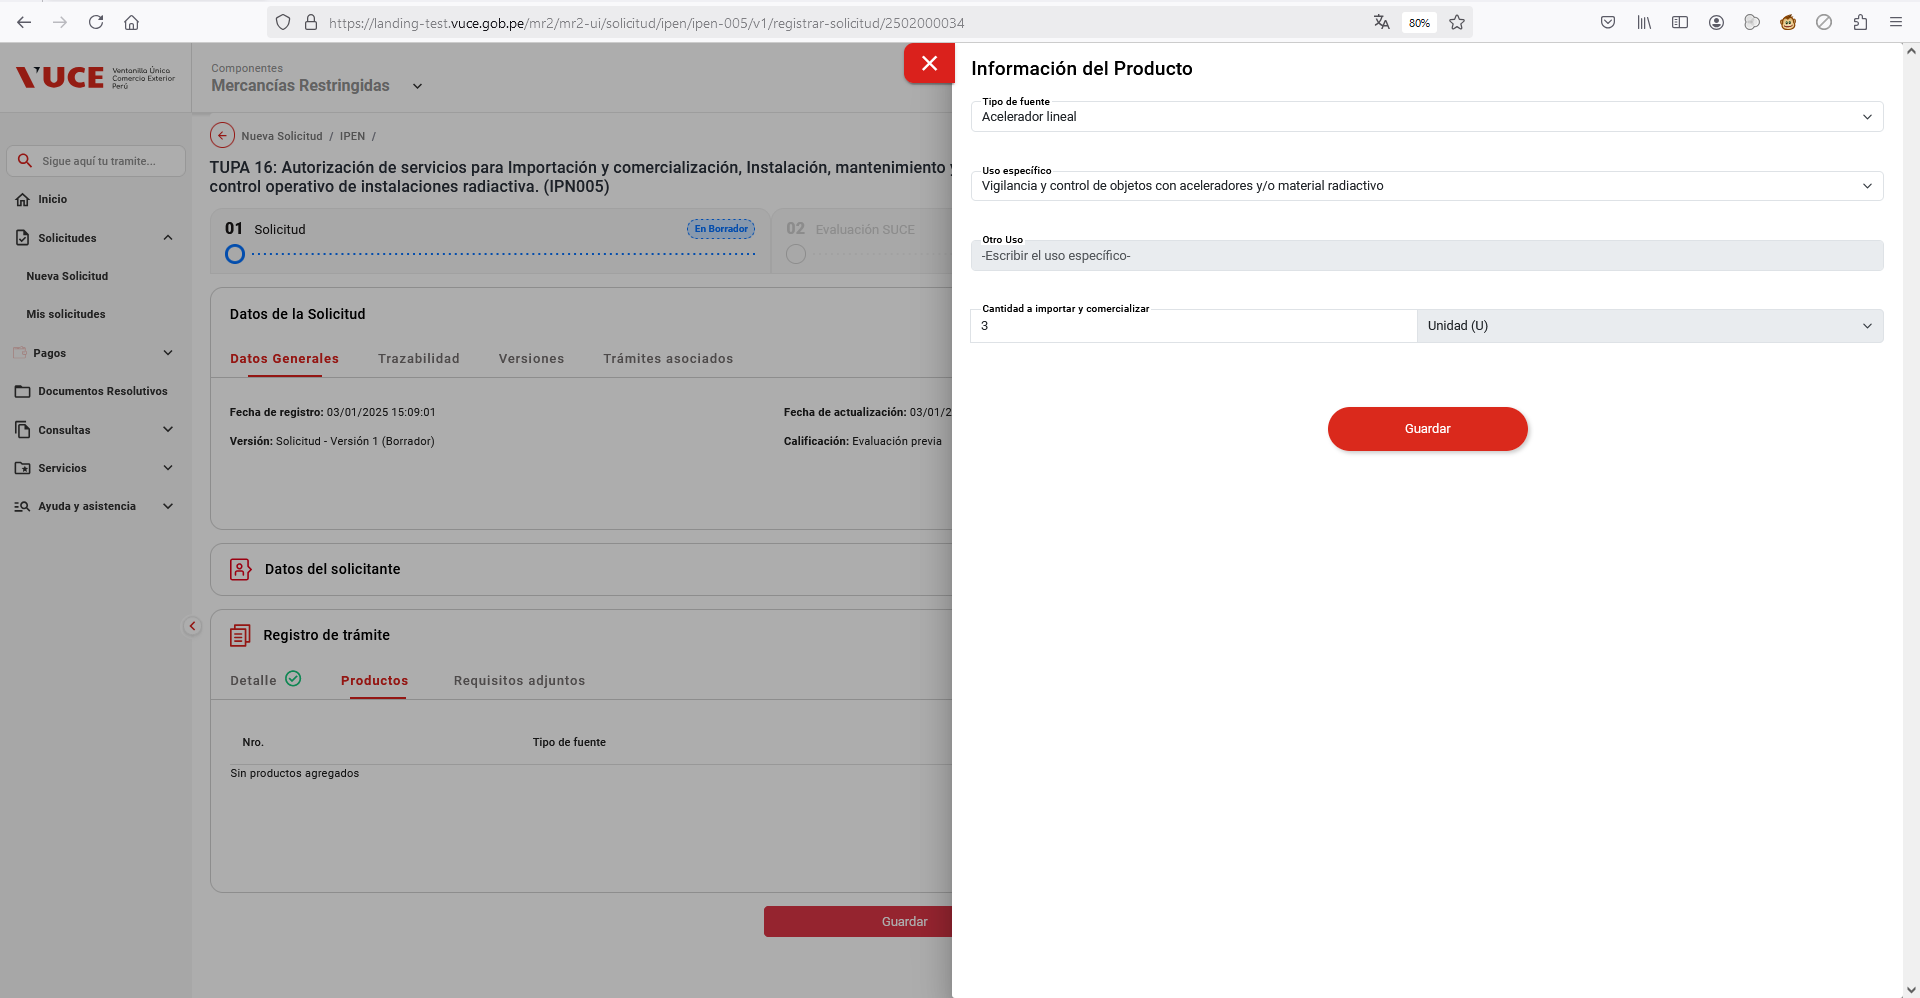 https://landing-test.vuce.gob.pe/mr2/mr2-ui/solicitud/ipen/ipen-005/v1/registrar-solicitud/2502000034
80%
VUCE
Ventanilla Única
Comercio Exterior
Perú
Componentes
Mercancías Restringidas
Sigue aquí tu tramite...
Inicio
Solicitudes
Nueva Solicitud
Mis solicitudes
Pagos
Documentos Resolutivos
Consultas
Servicios
Ayuda y asistencia
Nueva Solicitud / IPEN /
TUPA 16: Autorización de servicios para Importación y comercialización, Instalación, mantenimiento y
control operativo de instalaciones radiactiva. (IPN005)
01 Solicitud En Borrador
02 Evaluación SUCE
Datos de la Solicitud
Datos Generales Trazabilidad Versiones Trámites asociados
Fecha de registro: 03/01/2025 15:09:01 Fecha de actualización: 03/01/2
Versión: Solicitud - Versión 1 (Borrador) Calificación: Evaluación previa
Datos del solicitante
Registro de trámite
Detalle Productos Requisitos adjuntos
Nro. Tipo de fuente
Sin productos agregados
Guardar
Información del Producto
Tipo de fuente
Acelerador lineal
Uso específico
Vigilancia y control de objetos con aceleradores y/o material radiactivo
Otro Uso
-Escribir el uso específico-
Cantidad a importar y comercializar
3 Unidad (U)
Guardar